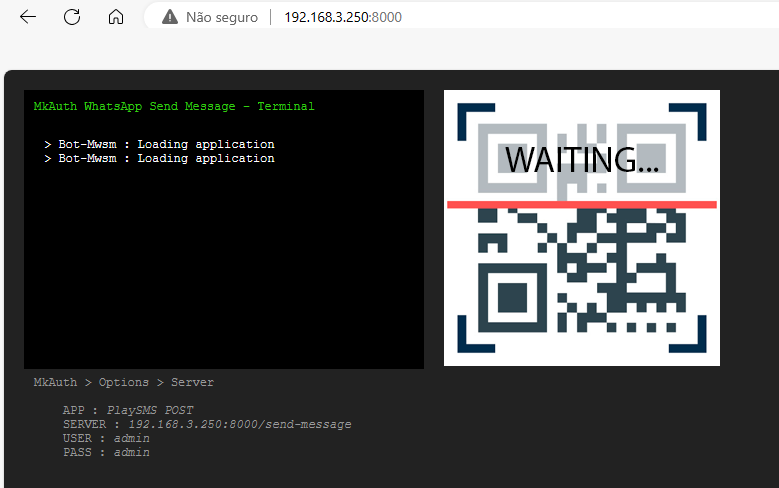 Não seguro | 192.168.3.250:8000
MkAuth WhatsApp Send Message - Terminal
> Bot-Mwsm : Loading application
> Bot-Mwsm : Loading application
WAITING...
MkAuth > Options > Server
APP : PlaySMS POST
SERVER : 192.168.3.250:8000/send-message
USER : admin
PASS : admin